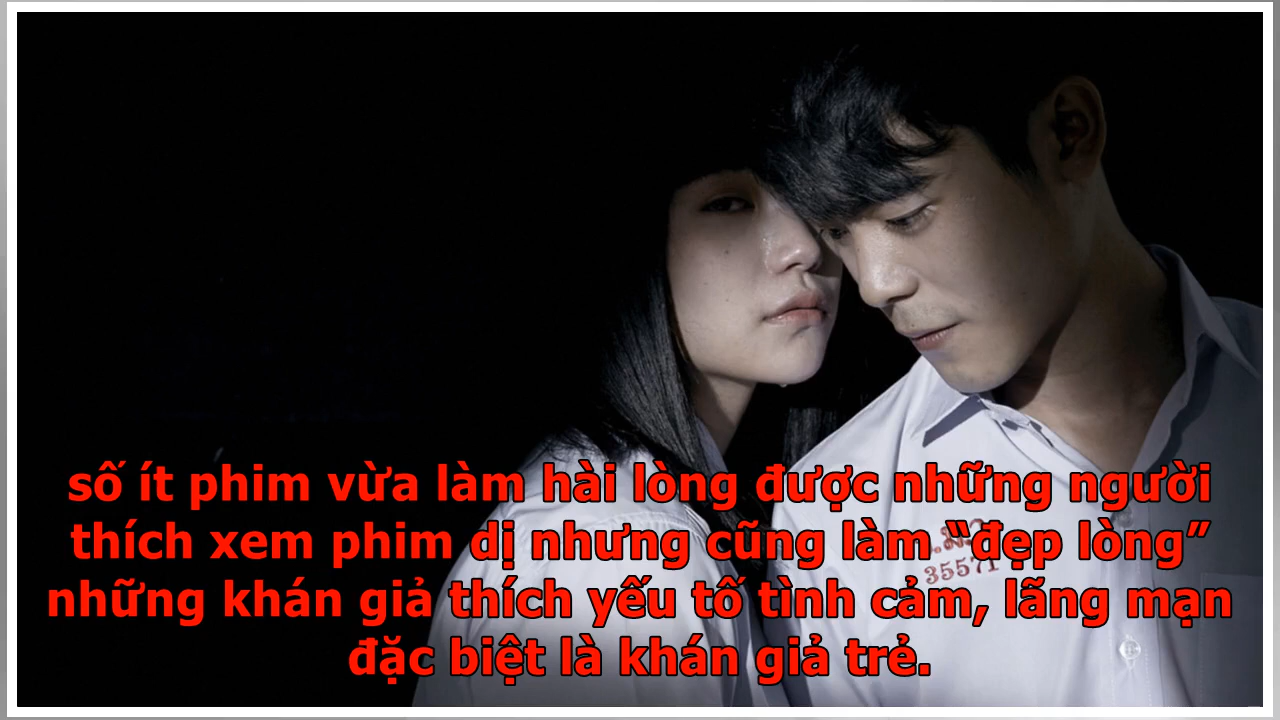 số ít phim vừa làm hài lòng được những người
thích xem phim dị nhưng cũng làm “đẹp lòng”
những khán giả thích yếu tố tình cảm, lãng mạn
đặc biệt là khán giả trẻ.
35571